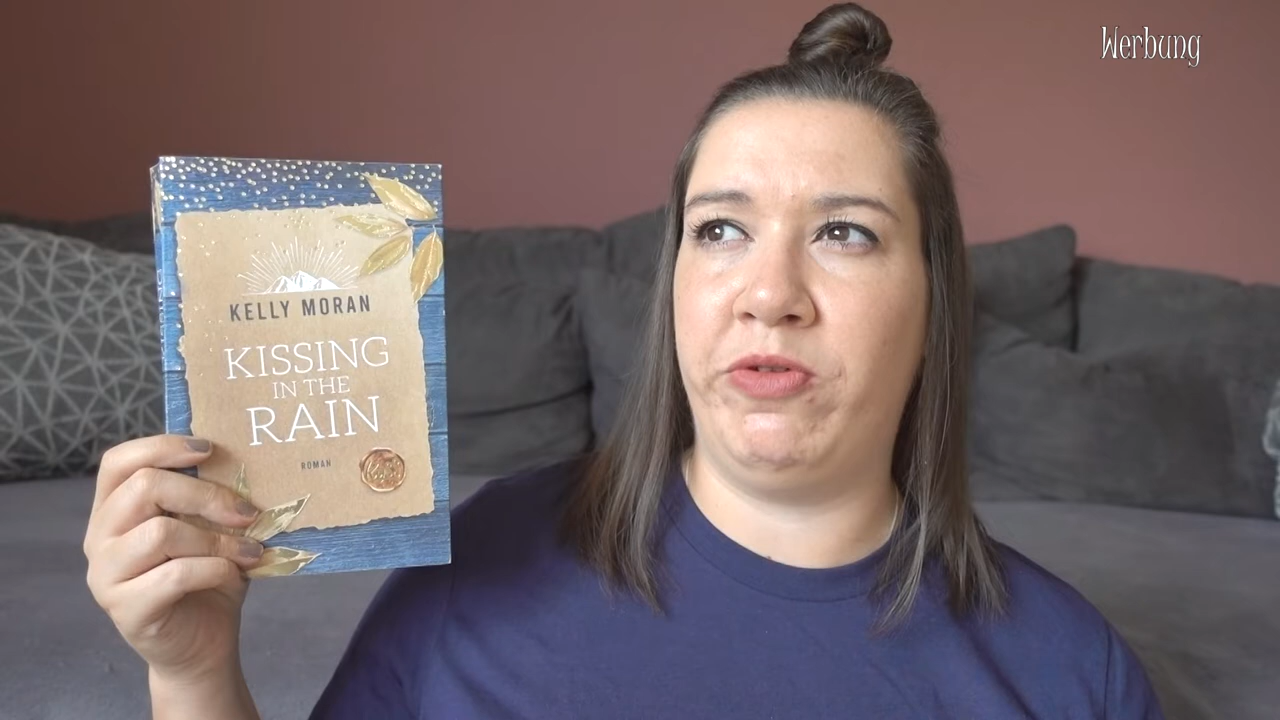 Werbung
KELLY MORAN
KISSING
IN THE
RAIN
ROMAN